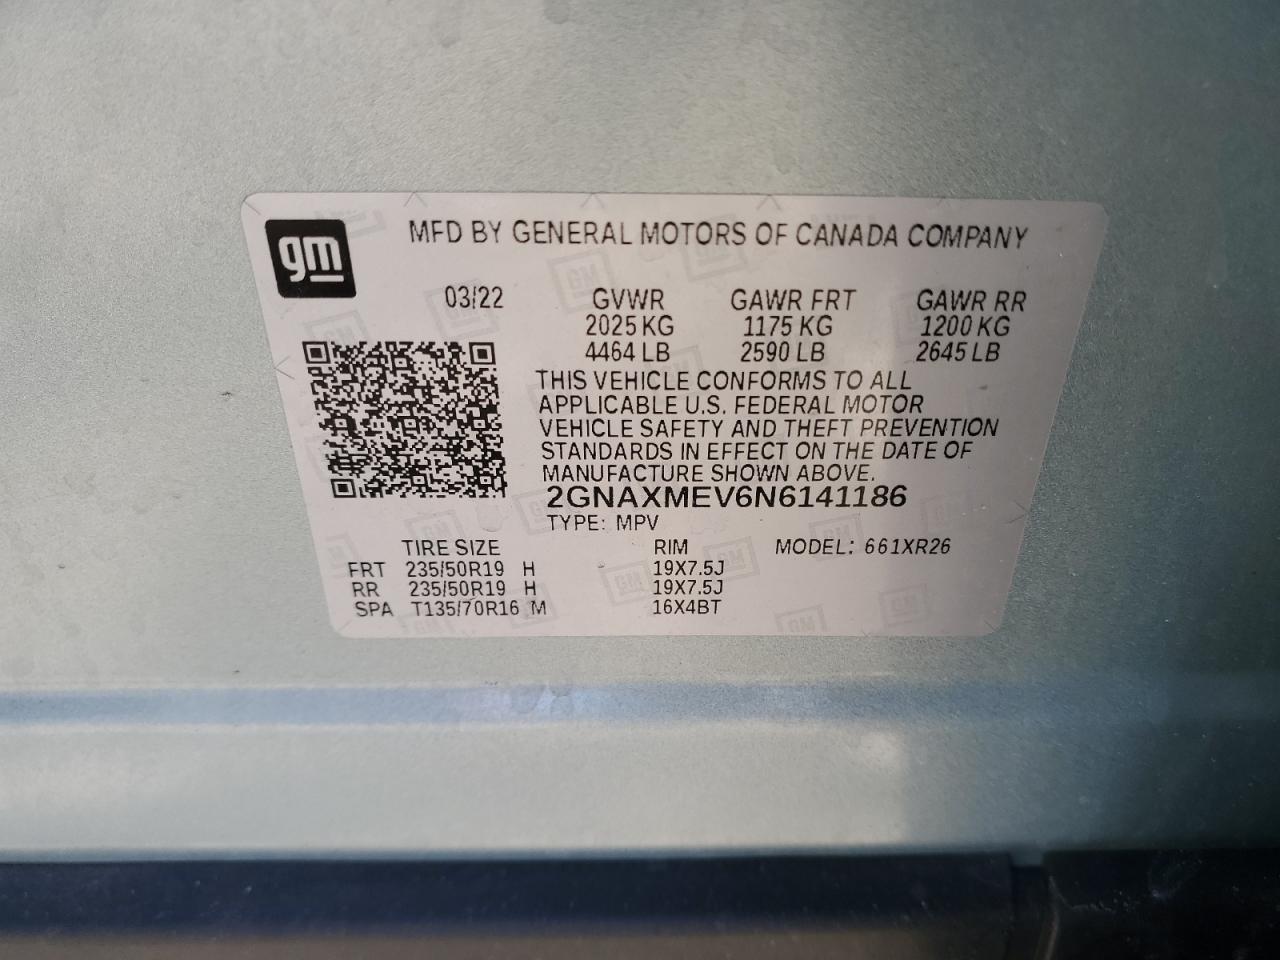 gm
MFD BY GENERAL MOTORS OF CANADA COMPANY
03/22 GVWR GAWR FRT GAWR RR
2025 KG 1175 KG 1200 KG
4464 LB 2590 LB 2645 LB
THIS VEHICLE CONFORMS TO ALL
APPLICABLE U.S. FEDERAL MOTOR
VEHICLE SAFETY AND THEFT PREVENTION
STANDARDS IN EFFECT ON THE DATE OF
MANUFACTURE SHOWN ABOVE.
2GNAXMEV6N6141186
TYPE: MPV
TIRE SIZE RIM MODEL: 661XR26
FRT 235/50R19 H 19X7.5J
RR 235/50R19 H 19X7.5J
SPA T135/70R16 M 16X4BT